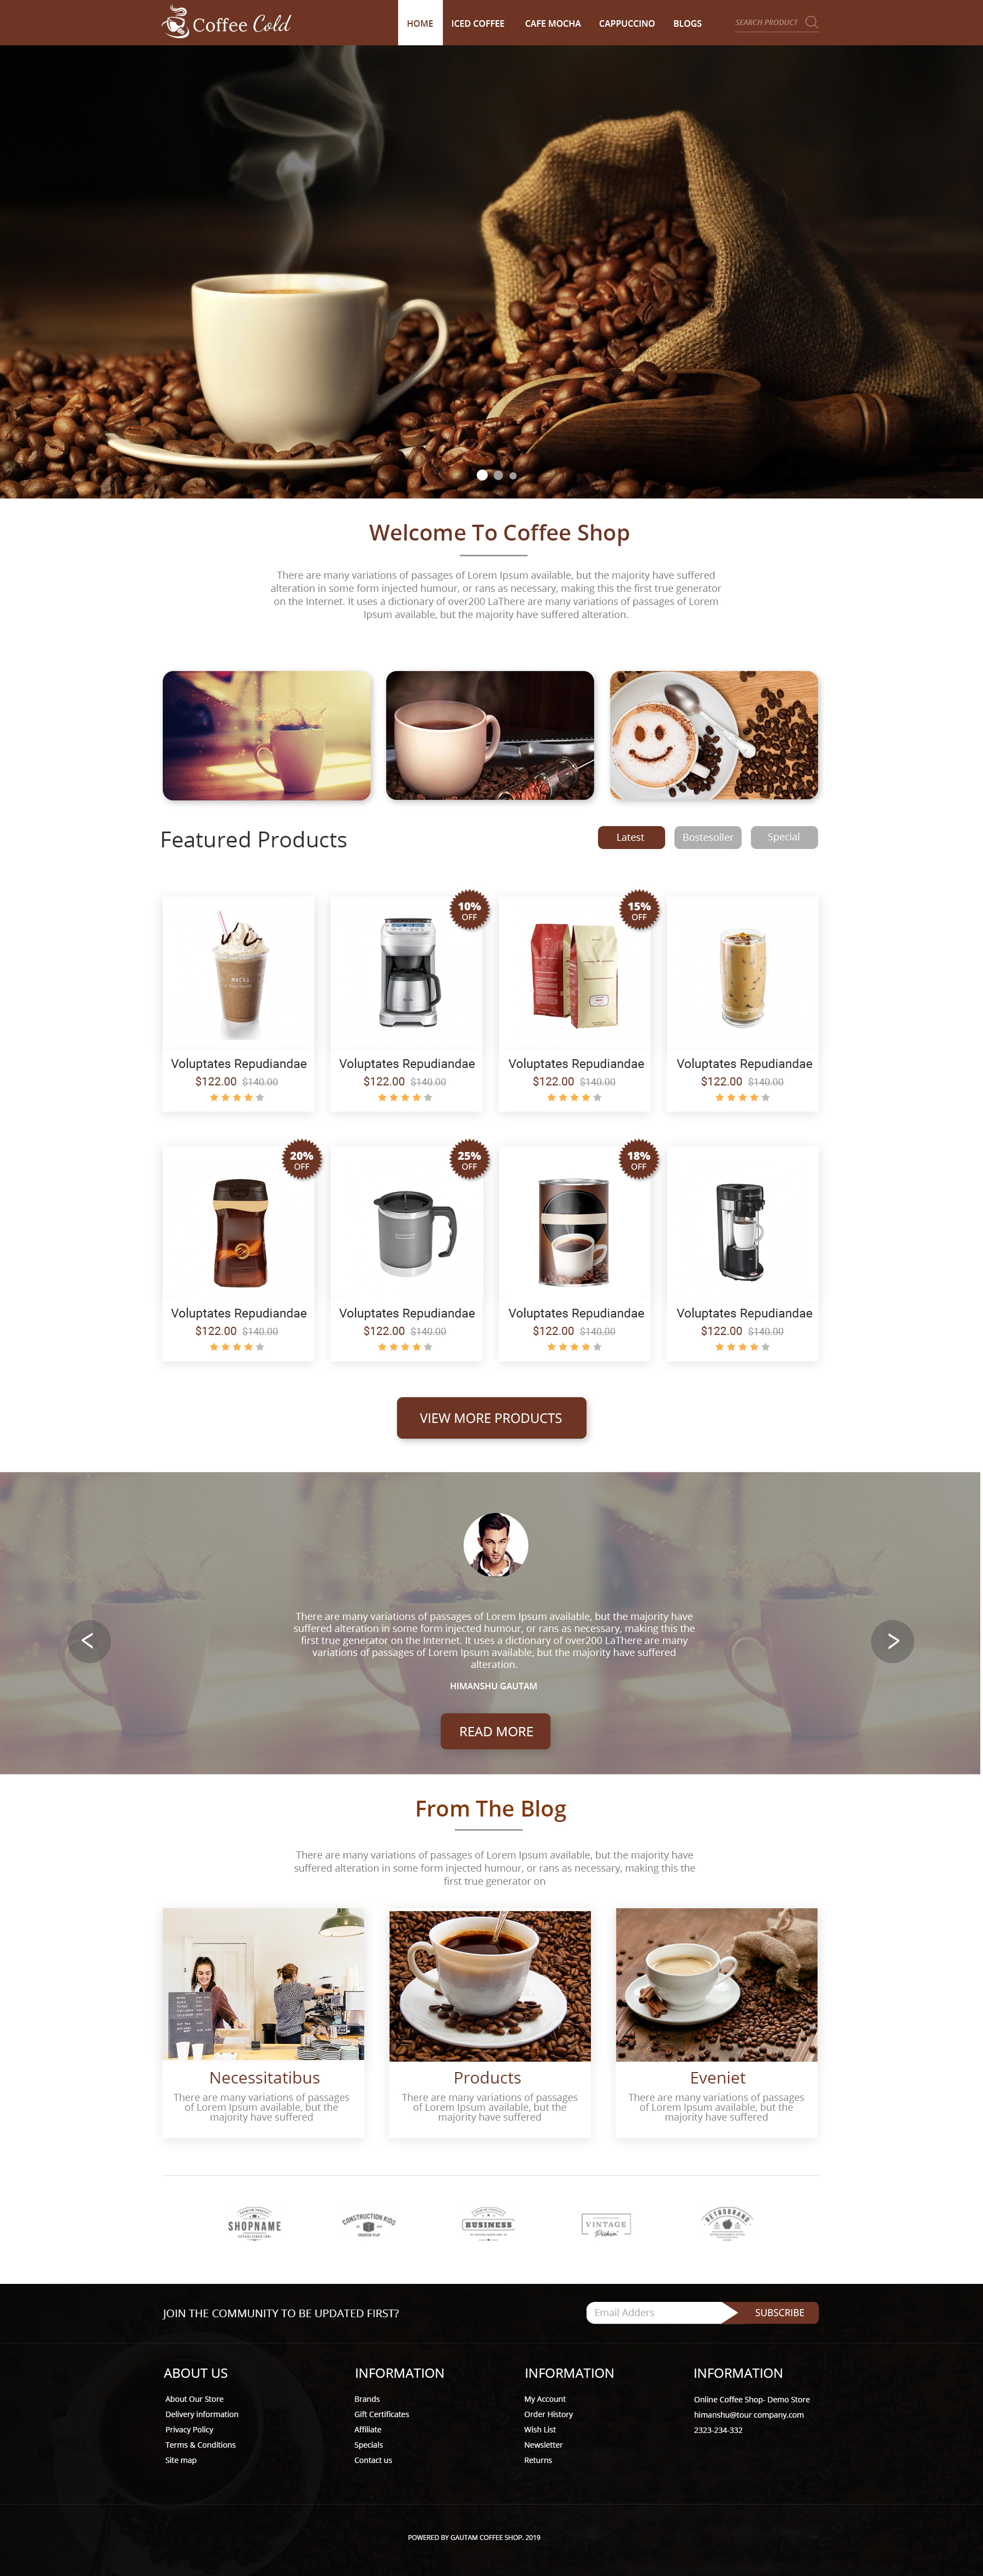 Coffee Cold
HOME ICED COFFEE CAFE MOCHA CAPPUCCINO BLOGS
SEARCH PRODUCT
Welcome To Coffee Shop
There are many variations of passages of Lorem Ipsum available, but the majority have suffered
alteration in some form injected humour, or rans as necessary, making this the first true generator
on the Internet. It uses a dictionary of over200 LaThere are many variations of passages of Lorem
Ipsum available, but the majority have suffered alteration.
Featured Products
Latest Bostesoller Special
10%
OFF
15%
OFF
MOCHA
Voluptates Repudiandae Voluptates Repudiandae Voluptates Repudiandae Voluptates Repudiandae
$122.00 $140.00 $122.00 $140.00 $122.00 $140.00 $122.00 $140.00
20%
OFF
25%
OFF
18%
OFF
Voluptates Repudiandae Voluptates Repudiandae Voluptates Repudiandae Voluptates Repudiandae
$122.00 $140.00 $122.00 $140.00 $122.00 $140.00 $122.00 $140.00
VIEW MORE PRODUCTS
There are many variations of passages of Lorem Ipsum available, but the majority have
suffered alteration in some form injected humour, or rans as necessary, making this the
first true generator on the Internet. It uses a dictionary of over200 LaThere are many
variations of passages of Lorem Ipsum available, but the majority have suffered
alteration.
HIMANSHU GAUTAM
< >
READ MORE
From The Blog
There are many variations of passages of Lorem Ipsum available, but the majority have
suffered alteration in some form injected humour, or rans as necessary, making this the
first true generator on
Necessitatibus
There are many variations of passages
of Lorem Ipsum available, but the
majority have suffered
Products
There are many variations of passages
of Lorem Ipsum available, but the
majority have suffered
Eveniet
There are many variations of passages
of Lorem Ipsum available, but the
majority have suffered
PREMIUM PRODUCT
SHOPNAME
CONSTRUCTION KIDS
CREATIVE PLAY
BUSINESS
VINTAGE
RETROBRAND
JOIN THE COMMUNITY TO BE UPDATED FIRST?
Email Adders SUBSCRIBE
ABOUT US
About Our Store
Delivery information
Privacy Policy
Terms & Conditions
Site map
INFORMATION
Brands
Gift Certificates
Affiliate
Specials
Contact us
INFORMATION
My Account
Order History
Wish List
Newsletter
Returns
INFORMATION
Online Coffee Shop- Demo Store
himanshu@tour company.com
2323-234-332
POWERED BY GAUTAM COFFEE SHOP. 2019